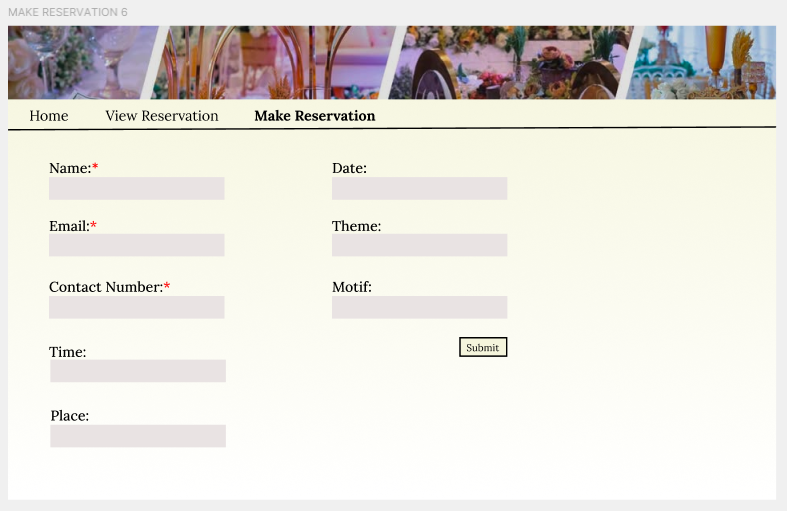 MAKE RESERVATION 6
Home View Reservation Make Reservation
Name:* Date:
Email:* Theme:
Contact Number:* Motif:
Submit
Time:
Place: